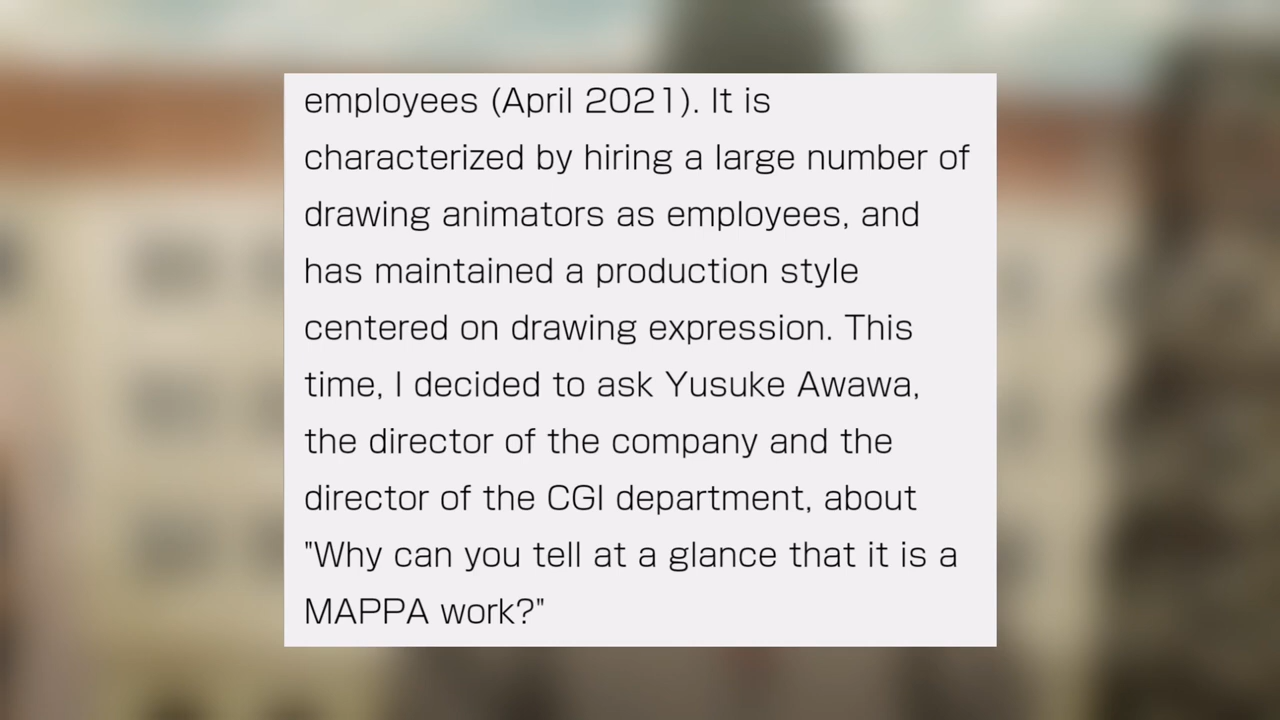 employees (April 2021). It is
characterized by hiring a large number of
drawing animators as employees, and
has maintained a production style
centered on drawing expression. This
time, I decided to ask Yusuke Awawa,
the director of the company and the
director of the CGI department, about
"Why can you tell at a glance that it is a
MAPPA work?"